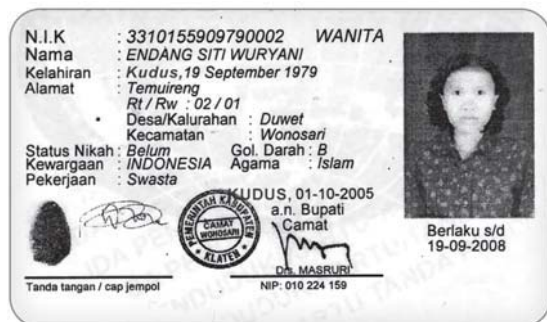 N.I.K : 3310155909790002 WANITA
Nama : ENDANG SITI WURYANI
Kelahiran : Kudus,19 September 1979
Alamat : Temuireng
Rt / Rw : 02 / 01
Desa/Kalurahan : Duwet
Kecamatan : Wonosari
Status Nikah : Belum Gol. Darah : B
Kewargaan : INDONESIA Agama : Islam
Pekerjaan : Swasta
KUDUS, 01-10-2005
a.n. Bupati
Camat
PEMERINTAH KABUPATEN
CAMAT
WONOSARI
KLATEN
Drs. MASRURI
NIP: 010 224 159
Tanda tangan / cap jempol
Berlaku s/d
19-09-2008